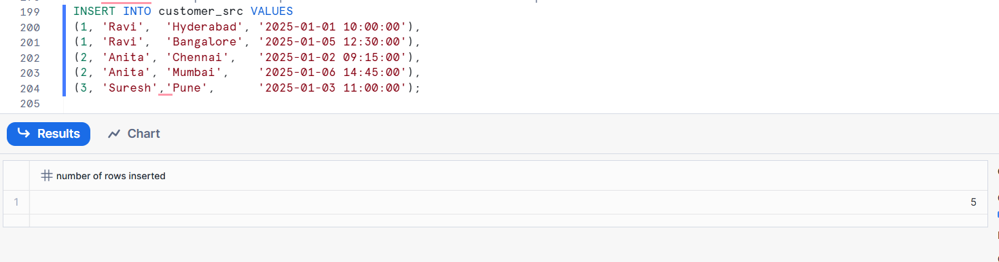 199 INSERT INTO customer_src VALUES
200 (1, 'Ravi',  'Hyderabad', '2025-01-01 10:00:00'),
201 (1, 'Ravi',  'Bangalore', '2025-01-05 12:30:00'),
202 (2, 'Anita', 'Chennai',   '2025-01-02 09:15:00'),
203 (2, 'Anita', 'Mumbai',    '2025-01-06 14:45:00'),
204 (3, 'Suresh','Pune',      '2025-01-03 11:00:00');
205
Results Chart
number of rows inserted
1 5